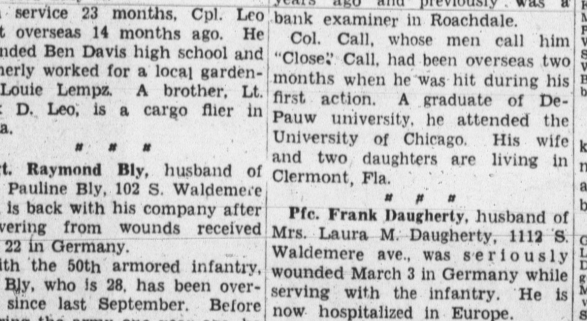 service 23 months, Cpl. Leo
overseas 14 months ago. He
nded Ben Davis high school and
erly worked for a local garden-
Louie Lempz. A brother, Lt.
D. Leo, is a cargo flier in
a.
" " "
t. Raymond Bly, husband of
Pauline Bly, 102 S. Waldemere
is back with his company after
vering from wounds received
22 in Germany.
ith the 50th armored infantry,
Bly, who is 28, has been over-
since last September. Before
years ago and previously was a
bank examiner in Roachdale.
Col. Call, whose men call him
"Close" Call, had been overseas two
months when he was hit during his
first action. A graduate of De-
Pauw university, he attended the
University of Chicago. His wife
and two daughters are living in
Clermont, Fla.
" " "
Pfc. Frank Daugherty, husband of
Mrs. Laura M. Daugherty, 1112 S.
Waldemere ave., was seriously
wounded March 3 in Germany while
serving with the infantry. He is
now hospitalized in Europe.